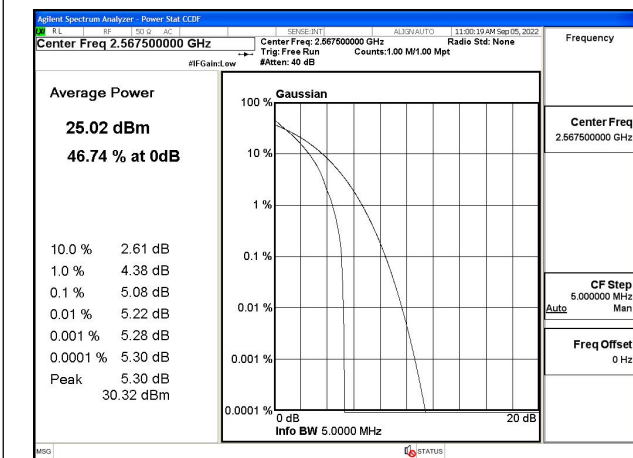 Agilent Spectrum Analyzer - Power Stat CCDF
LXI RL RF 50 Ω AC SENSE:INT ALIGN AUTO 11:00:19 AM Sep 05, 2022
Center Freq 2.567500000 GHz
Center Freq: 2.567500000 GHz Radio Std: None
Trig: Free Run Counts:1.00 M/1.00 Mpt
#IFGain:Low #Atten: 40 dB
Frequency
Average Power
25.02 dBm
46.74 % at 0dB
10.0 % 2.61 dB
1.0 % 4.38 dB
0.1 % 5.08 dB
0.01 % 5.22 dB
0.001 % 5.28 dB
0.0001 % 5.30 dB
Peak 5.30 dB
30.32 dBm
Gaussian
100 %
10 %
1 %
0.1 %
0.01 %
0.001 %
0.0001 %
0 dB 20 dB
Info BW 5.0000 MHz
Center Freq
2.567500000 GHz
CF Step
5.000000 MHz
Auto Man
Freq Offset
0 Hz
MSG STATUS